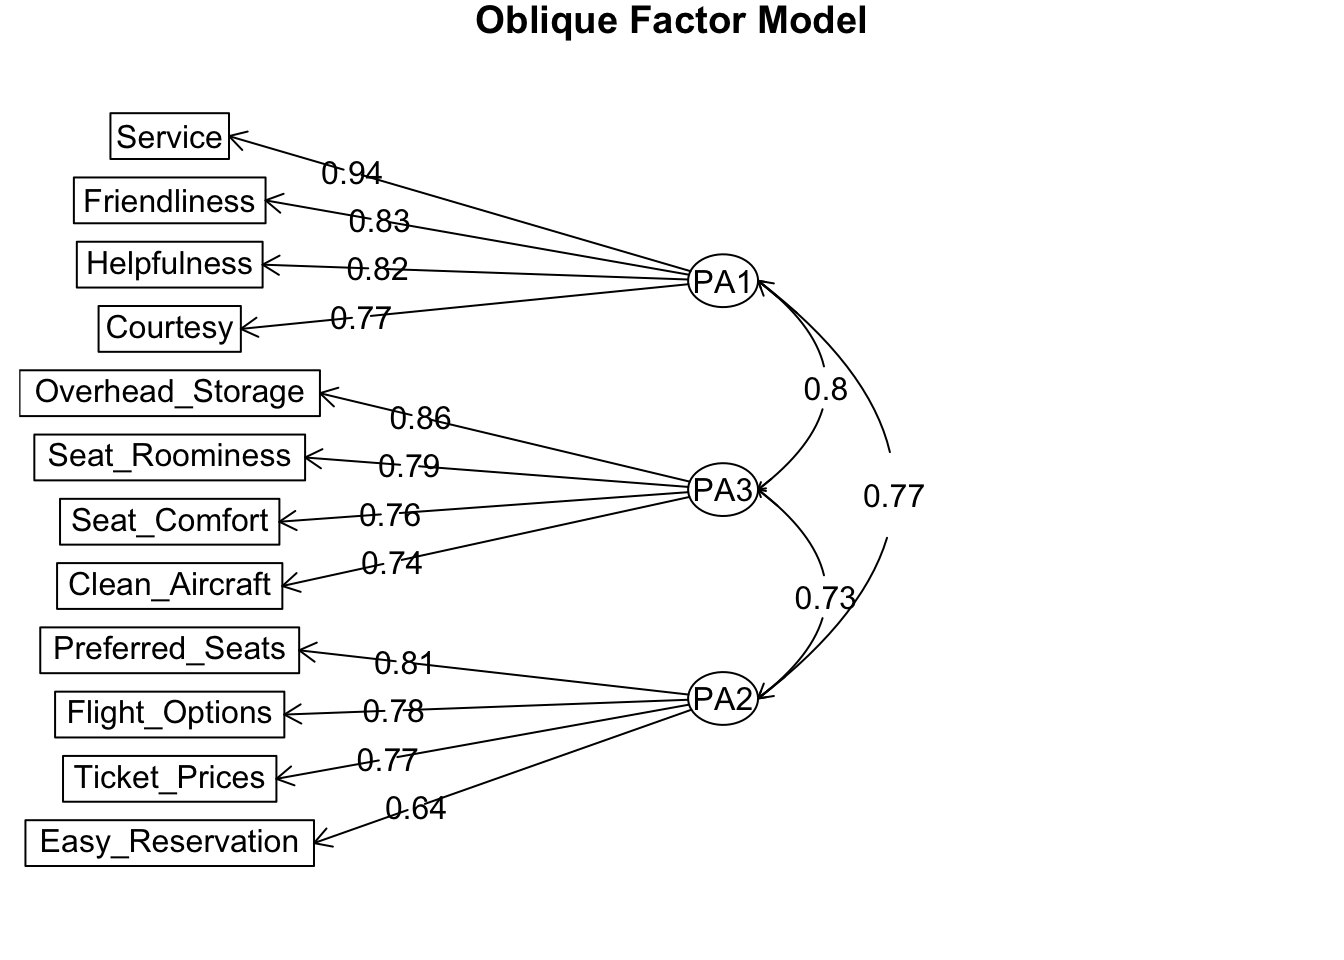 Oblique Factor Model
Service
0.94
Friendliness
0.83
Helpfulness
0.82
PA1
Courtesy
0.77
Overhead_Storage
0.86
0.8
Seat_Roominess
0.79
PA3
0.77
Seat_Comfort
0.76
Clean_Aircraft
0.74
0.73
Preferred_Seats
0.81
Flight_Options
0.78
PA2
Ticket_Prices
0.77
Easy_Reservation
0.64